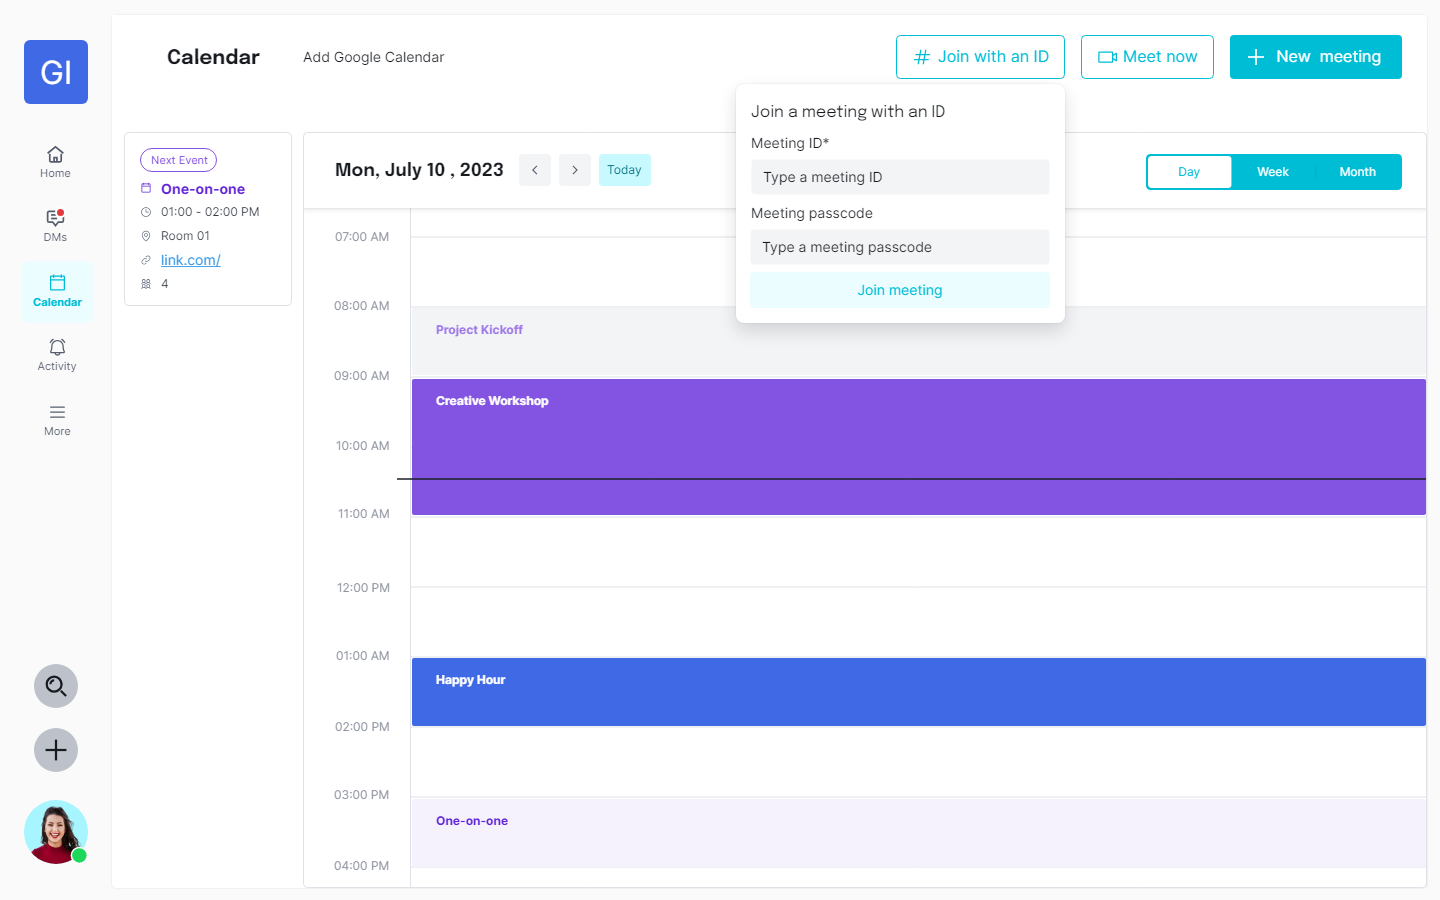 GI
Home
DMs
Calendar
Activity
More
Calendar
Add Google Calendar
Join with an ID
Meet now
New meeting
Next Event
One-on-one
01:00 - 02:00 PM
Room 01
link.com/
4
Mon, July 10 , 2023
Today
Day
Week
Month
Join a meeting with an ID
Meeting ID*
Type a meeting ID
Meeting passcode
Type a meeting passcode
Join meeting
07:00 AM
08:00 AM
Project Kickoff
09:00 AM
Creative Workshop
10:00 AM
11:00 AM
12:00 PM
01:00 AM
Happy Hour
02:00 PM
03:00 PM
One-on-one
04:00 PM